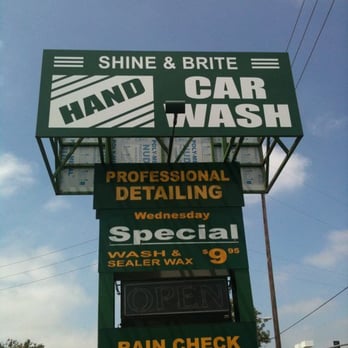 SHINE & BRITE
HAND
CAR
WASH
PROFESSIONAL
DETAILING
Wednesday
Special
WASH &
SEALER WAX
$9.95
OPEN
RAIN CHECK